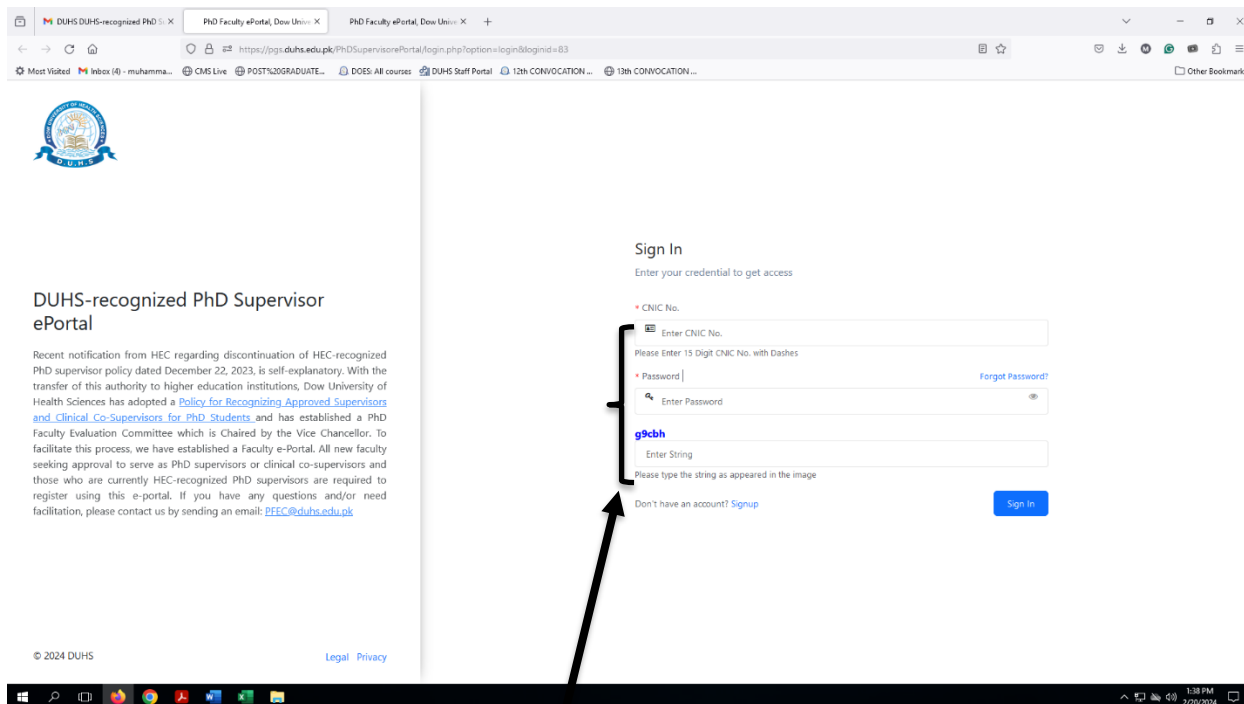 DUHS DUHS-recognized PhD Su
PhD Faculty ePortal, Dow Unive
PhD Faculty ePortal, Dow Unive
https://pgs.duhs.edu.pk/PhDSupervisorePortal/login.php?option=login&loginid=83
Most Visited
Inbox (4) - muhamma...
CMS Live
POST%20GRADUATE...
DOES: All courses
DUHS Staff Portal
12th CONVOCATION ...
13th CONVOCATION ...
Other Bookmark
D.U.H.S
DUHS-recognized PhD Supervisor
ePortal
Recent notification from HEC regarding discontinuation of HEC-recognized
PhD supervisor policy dated December 22, 2023, is self-explanatory. With the
transfer of this authority to higher education institutions, Dow University of
Health Sciences has adopted a Policy for Recognizing Approved Supervisors
and Clinical Co-Supervisors for PhD Students and has established a PhD
Faculty Evaluation Committee which is Chaired by the Vice Chancellor. To
facilitate this process, we have established a Faculty e-Portal. All new faculty
seeking approval to serve as PhD supervisors or clinical co-supervisors and
those who are currently HEC-recognized PhD supervisors are required to
register using this e-portal. If you have any questions and/or need
facilitation, please contact us by sending an email: PFEC@duhs.edu.pk
© 2024 DUHS
Legal Privacy
Sign In
Enter your credential to get access
* CNIC No.
Enter CNIC No.
Please Enter 15 Digit CNIC No. with Dashes
* Password
Forgot Password?
Enter Password
g9cbh
Enter String
Please type the string as appeared in the image
Don't have an account? Signup
Sign In
1:38 PM
2/20/2024